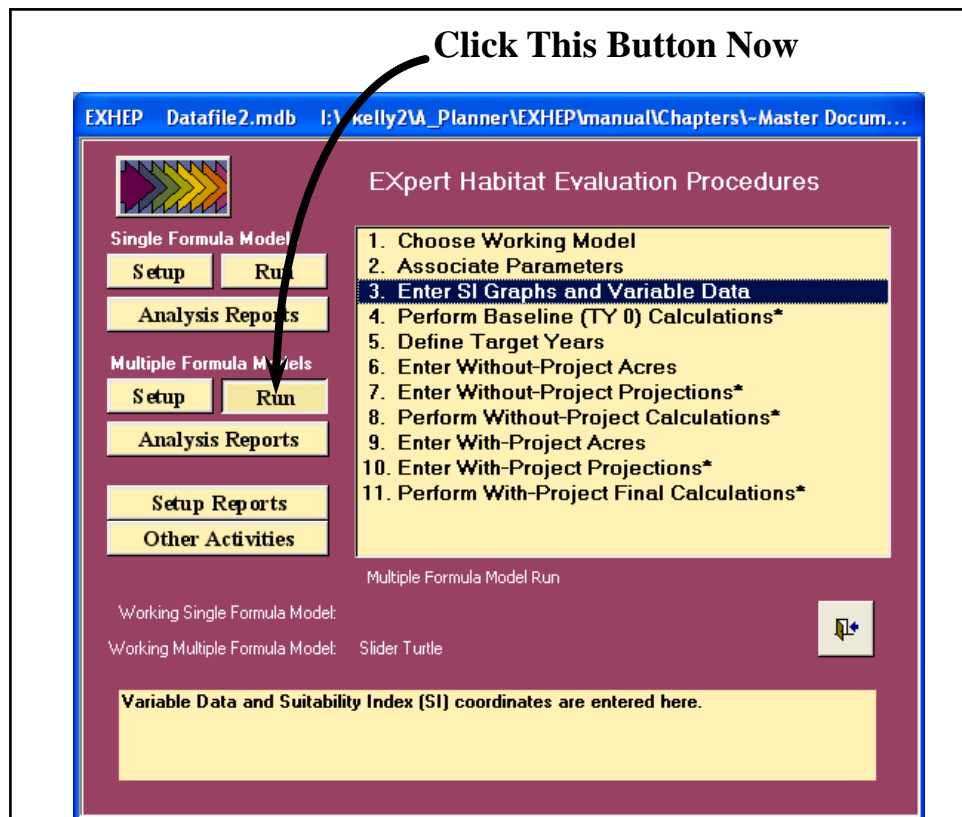 Click This Button Now
EXHEP Datafile2.mdb I:\ kelly2\A_Planner\EXHEP\manual\Chapters\~Master Docum...
EXpert Habitat Evaluation Procedures
Single Formula Model
Setup Run
Analysis Reports
Multiple Formula Models
Setup Run
Analysis Reports
Setup Reports
Other Activities
1. Choose Working Model
2. Associate Parameters
3. Enter SI Graphs and Variable Data
4. Perform Baseline (TY 0) Calculations*
5. Define Target Years
6. Enter Without-Project Acres
7. Enter Without-Project Projections*
8. Perform Without-Project Calculations*
9. Enter With-Project Acres
10. Enter With-Project Projections*
11. Perform With-Project Final Calculations*
Multiple Formula Model Run
Working Single Formula Model:
Working Multiple Formula Model: Slider Turtle
Variable Data and Suitability Index (SI) coordinates are entered here.